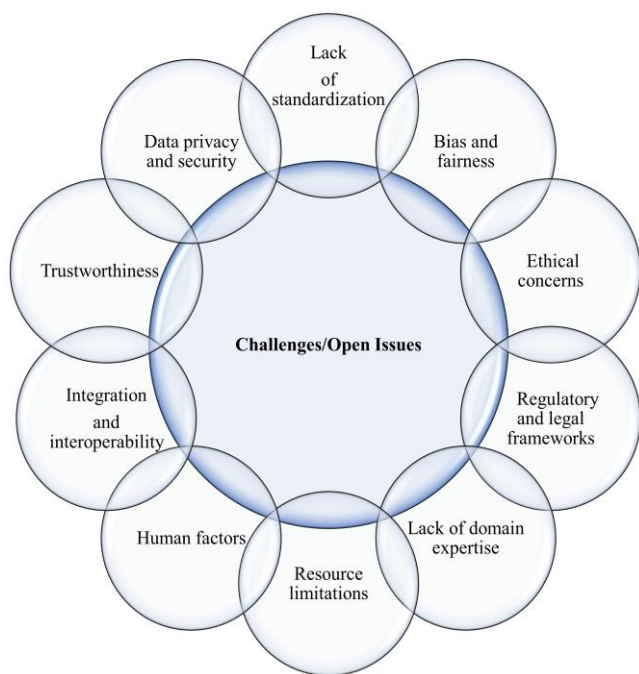 Lack
of
standardization
Bias and
fairness
Ethical
concerns
Regulatory
and legal
frameworks
Lack of domain
expertise
Resource
limitations
Human factors
Integration
and
interoperability
Trustworthiness
Data privacy
and security
Challenges/Open Issues